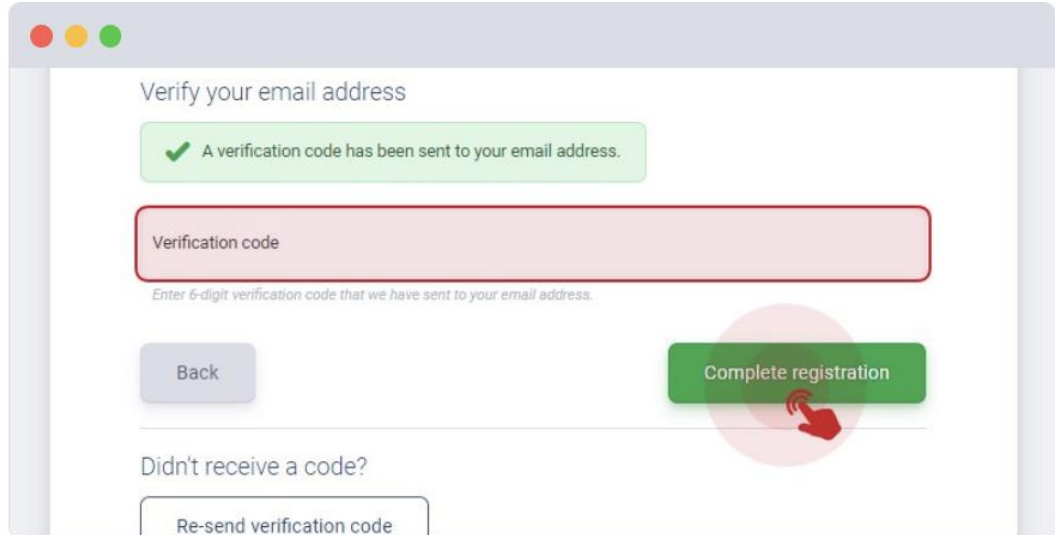 Verify your email address
A verification code has been sent to your email address.
Verification code
Enter 6-digit verification code that we have sent to your email address.
Back
Complete registration
Didn't receive a code?
Re-send verification code